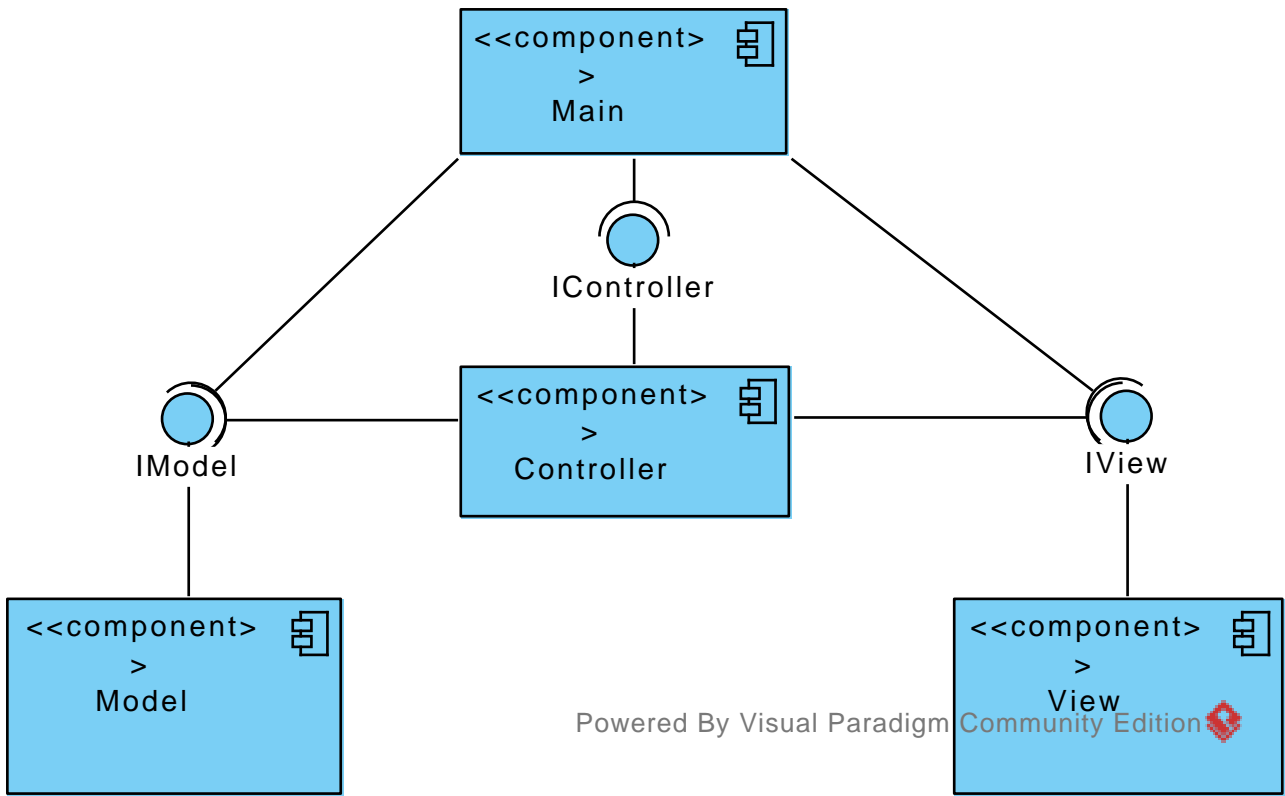 <<component>
>
Main
IController
<<component>
>
Controller
IModel
IView
<<component>
>
Model
<<component>
>
View
Powered By Visual Paradigm Community Edition